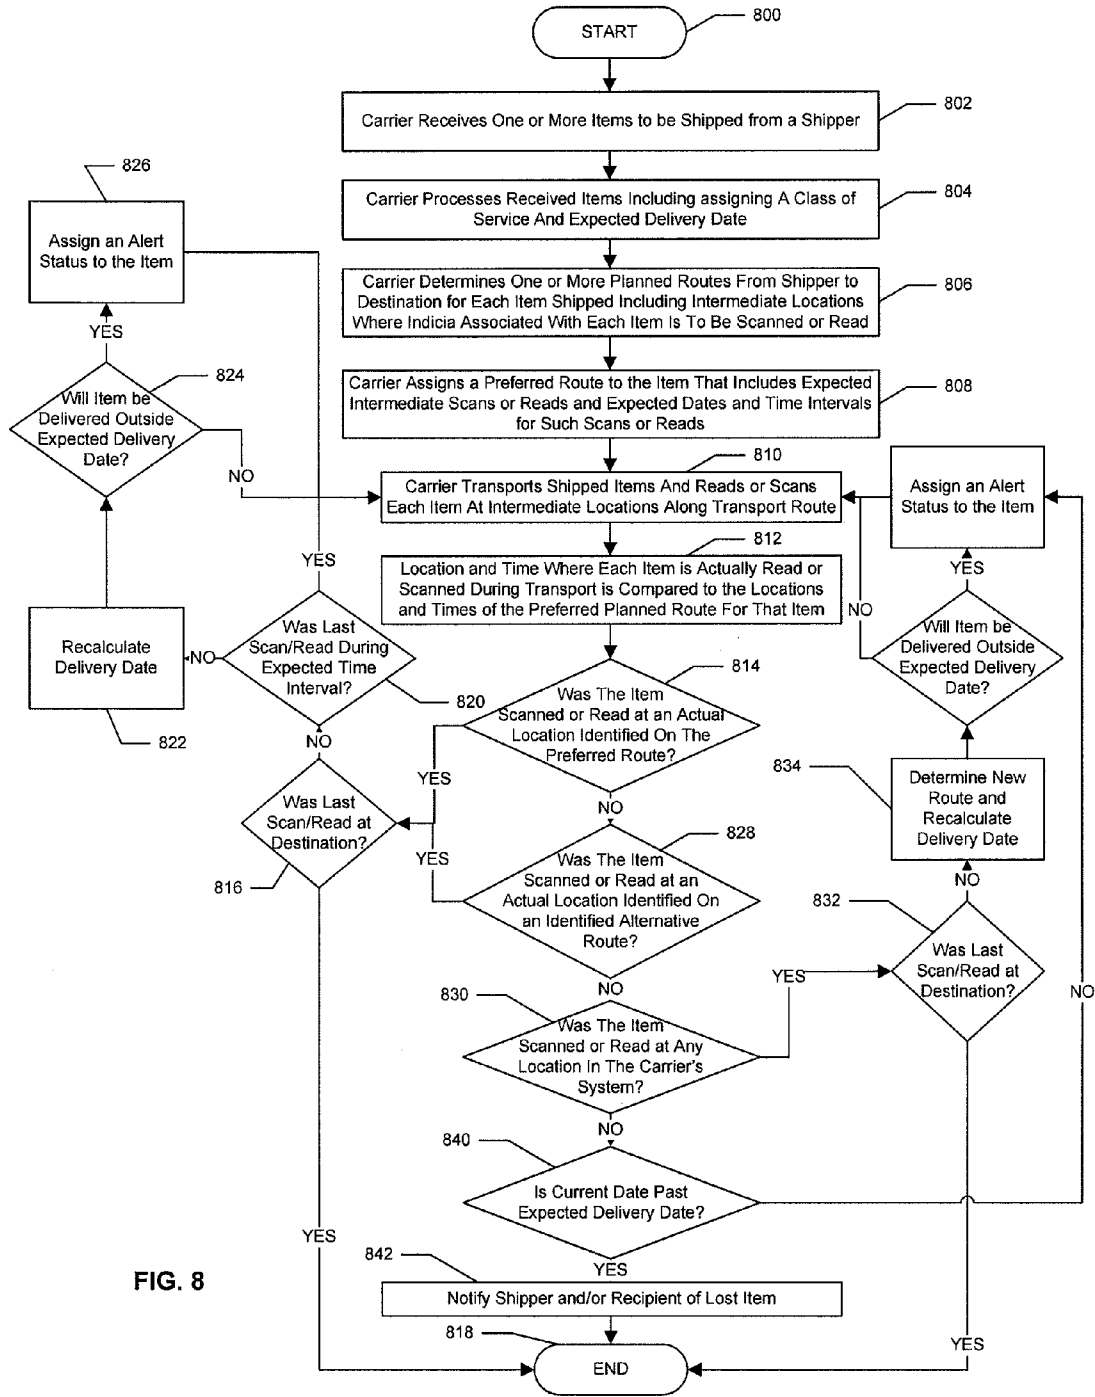 START
800
Carrier Receives One or More Items to be Shipped from a Shipper
802
Carrier Processes Received Items Including assigning A Class of
Service And Expected Delivery Date
804
Carrier Determines One or More Planned Routes From Shipper to
Destination for Each Item Shipped Including Intermediate Locations
Where Indicia Associated With Each Item Is To Be Scanned or Read
806
Carrier Assigns a Preferred Route to the Item That Includes Expected
Intermediate Scans or Reads and Expected Dates and Time Intervals
for Such Scans or Reads
808
Carrier Transports Shipped Items And Reads or Scans
Each Item At Intermediate Locations Along Transport Route
810
Location and Time Where Each Item is Actually Read or
Scanned During Transport is Compared to the Locations
and Times of the Preferred Planned Route For That Item
812
Was The Item
Scanned or Read at an Actual
Location Identified On The
Preferred Route?
814
YES
NO
Was Last
Scan/Read at
Destination?
816
NO
YES
Was Last
Scan/Read During
Expected Time
Interval?
820
YES
NO
Recalculate
Delivery Date
822
Will Item be
Delivered Outside
Expected Delivery
Date?
824
YES
NO
Assign an Alert
Status to the Item
826
Was The Item
Scanned or Read at an
Actual Location Identified On
an Identified Alternative
Route?
828
YES
NO
Was The Item
Scanned or Read at Any
Location In The Carrier's
System?
830
YES
NO
Was Last
Scan/Read at
Destination?
832
NO
YES
Determine New
Route and
Recalculate
Delivery Date
834
Will Item be
Delivered Outside
Expected Delivery
Date?
NO
YES
Assign an Alert
Status to the Item
Is Current Date Past
Expected Delivery Date?
840
NO
YES
Notify Shipper and/or Recipient of Lost Item
842
END
818
FIG. 8